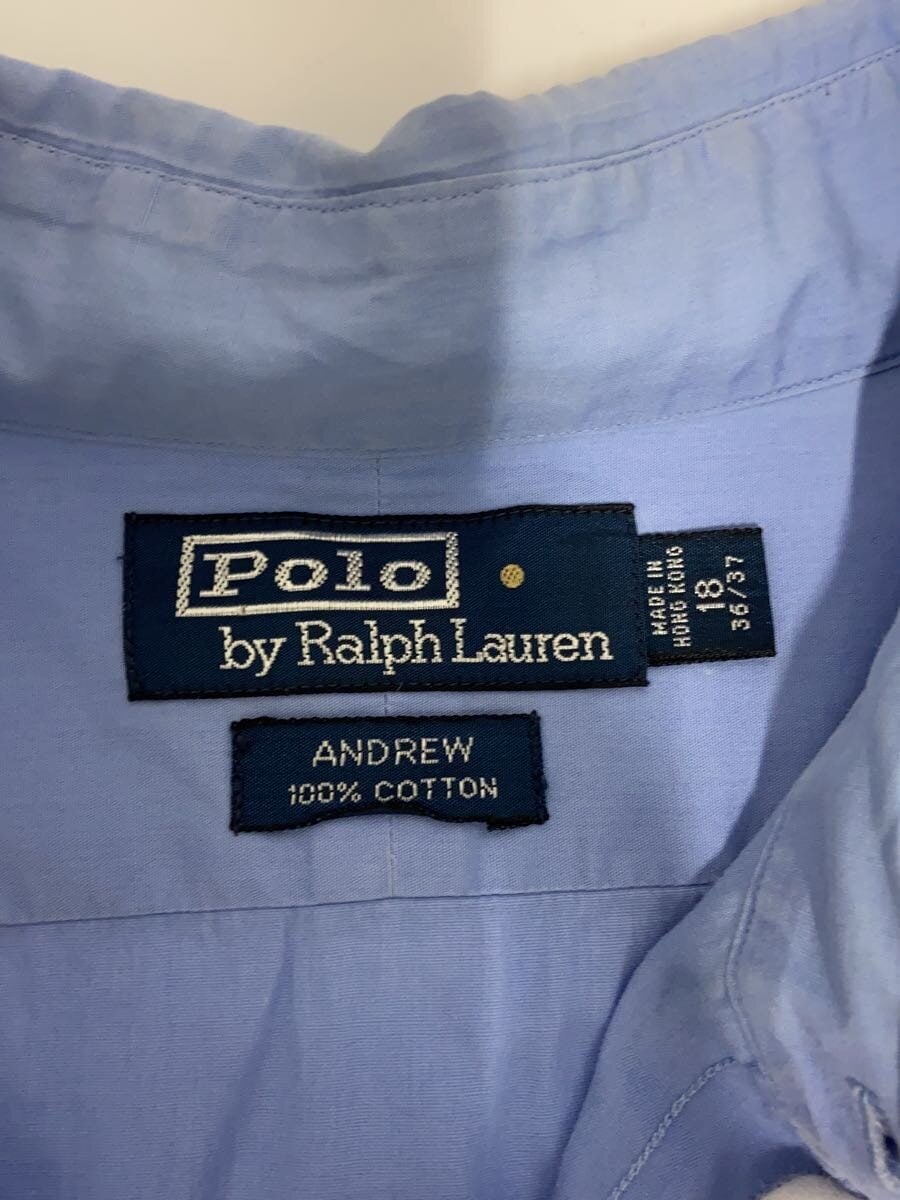 Polo
by Ralph Lauren
MADE IN
HONG KONG
18
36/37
ANDREW
100% COTTON